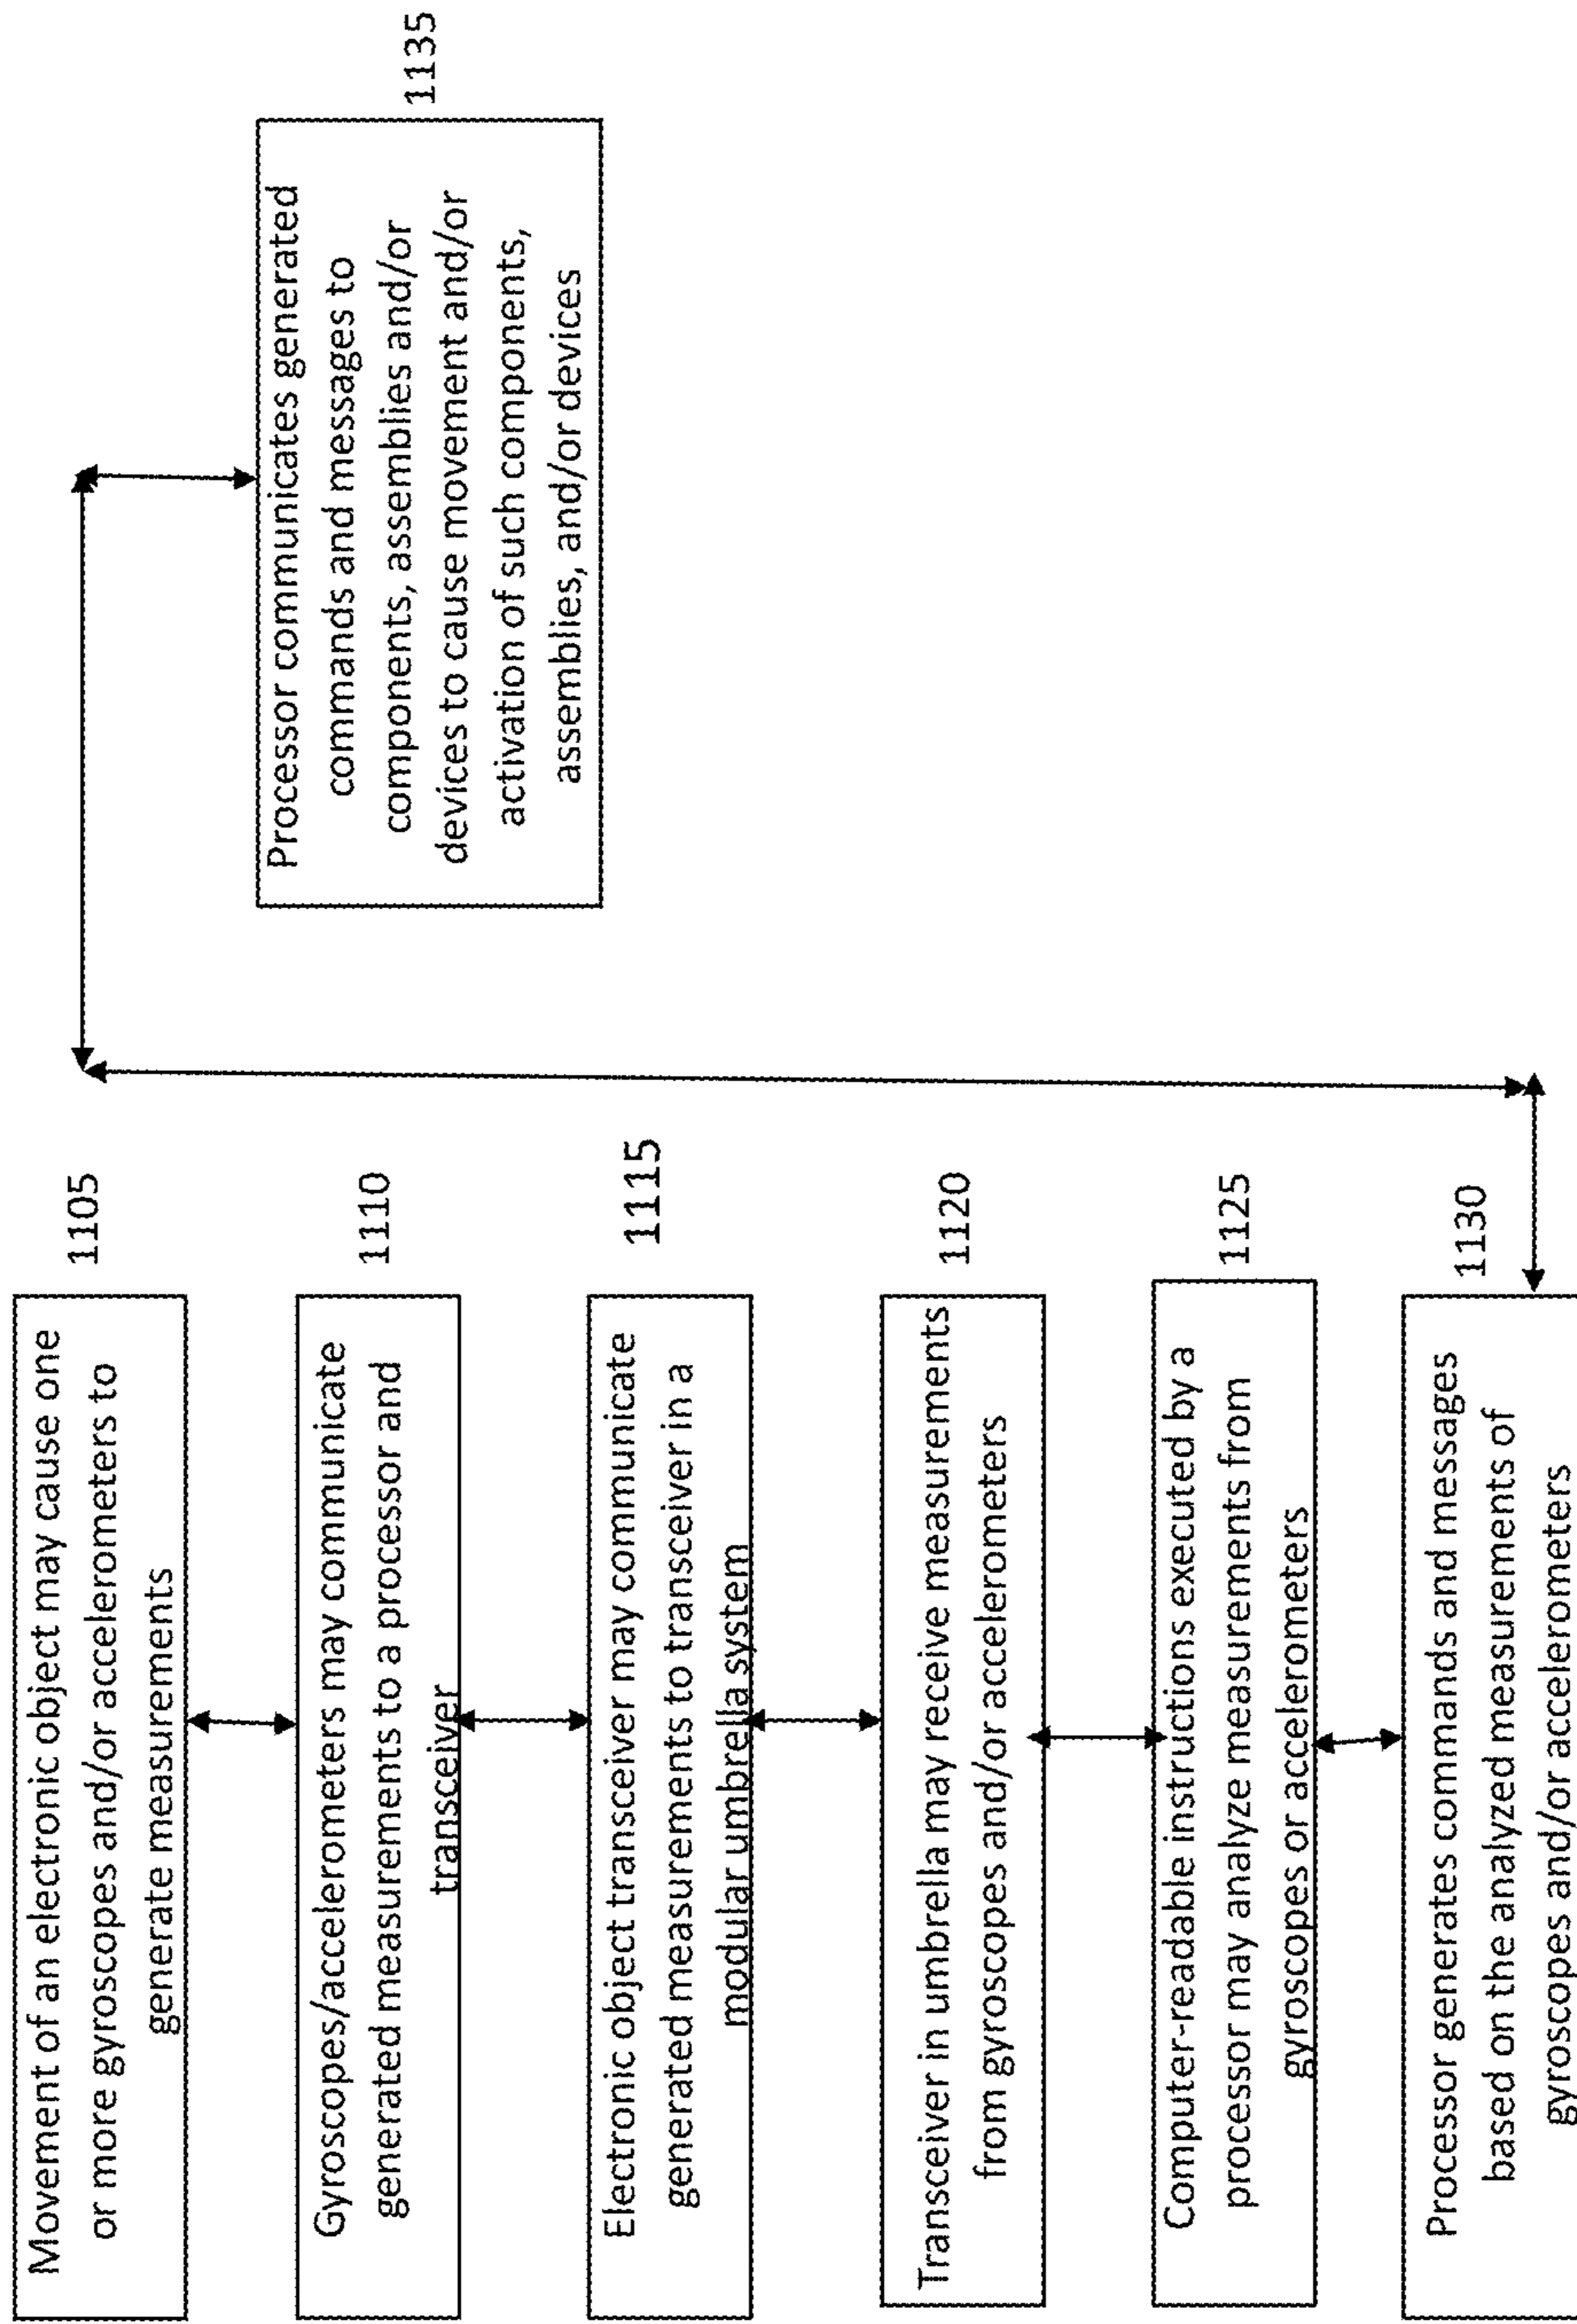 Movement of an electronic object may cause one
or more gyroscopes and/or accelerometers to
generate measurements
1105
Gyroscopes/accelerometers may communicate
generated measurements to a processor and
transceiver
1110
Electronic object transceiver may communicate
generated measurements to transceiver in a
modular umbrella system
1115
Transceiver in umbrella may receive measurements
from gyroscopes and/or accelerometers
1120
Computer-readable instructions executed by a
processor may analyze measurements from
gyroscopes or accelerometers
1125
Processor generates commands and messages
based on the analyzed measurements of
gyroscopes and/or accelerometers
1130
Processor communicates generated
commands and messages to
components, assemblies and/or
devices to cause movement and/or
activation of such components,
assemblies, and/or devices
1135